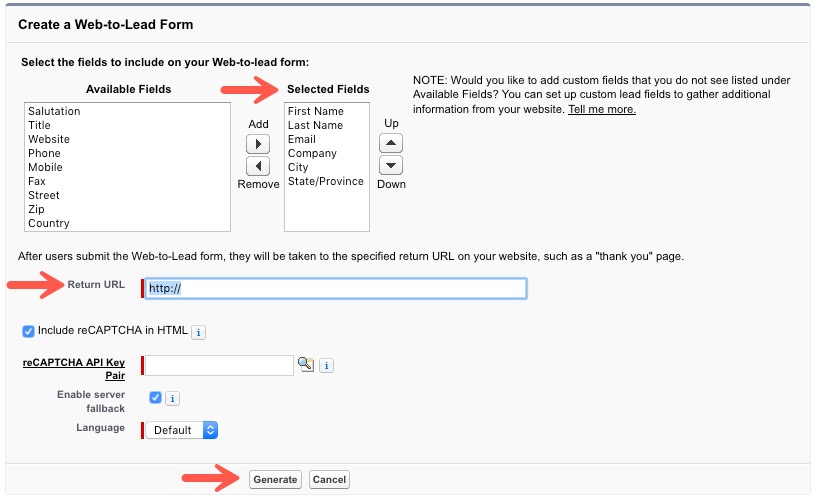 Create a Web-to-Lead Form
Select the fields to include on your Web-to-lead form:
Available Fields
Salutation
Title
Website
Phone
Mobile
Fax
Street
Zip
Country
Add
Remove
Selected Fields
First Name
Last Name
Email
Company
City
State/Province
Up
Down
NOTE: Would you like to add custom fields that you do not see listed under
Available Fields? You can set up custom lead fields to gather additional
information from your website. Tell me more.
After users submit the Web-to-Lead form, they will be taken to the specified return URL on your website, such as a "thank you" page.
Return URL http://
Include reCAPTCHA in HTML i
reCAPTCHA API Key
Pair
i
Enable server
fallback
i
Language Default
Generate Cancel